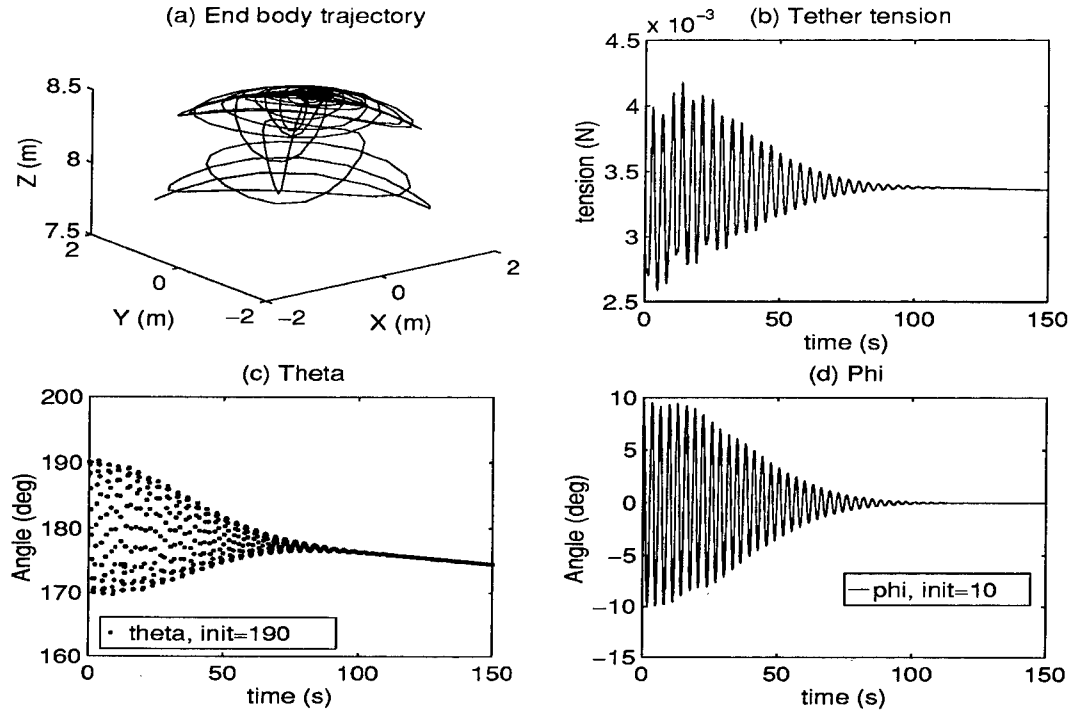 (a) End body trajectory
8.5
8
7.5
Z (m)
2
0
−2
Y (m)
−2
0
2
X (m)
(b) Tether tension
x 10⁻³
4.5
4
3.5
3
2.5
tension (N)
0
50
100
150
time (s)
(c) Theta
200
190
180
170
160
Angle (deg)
theta, init=190
0
50
100
150
time (s)
(d) Phi
10
5
0
−5
−10
−15
Angle (deg)
phi, init=10
0
50
100
150
time (s)